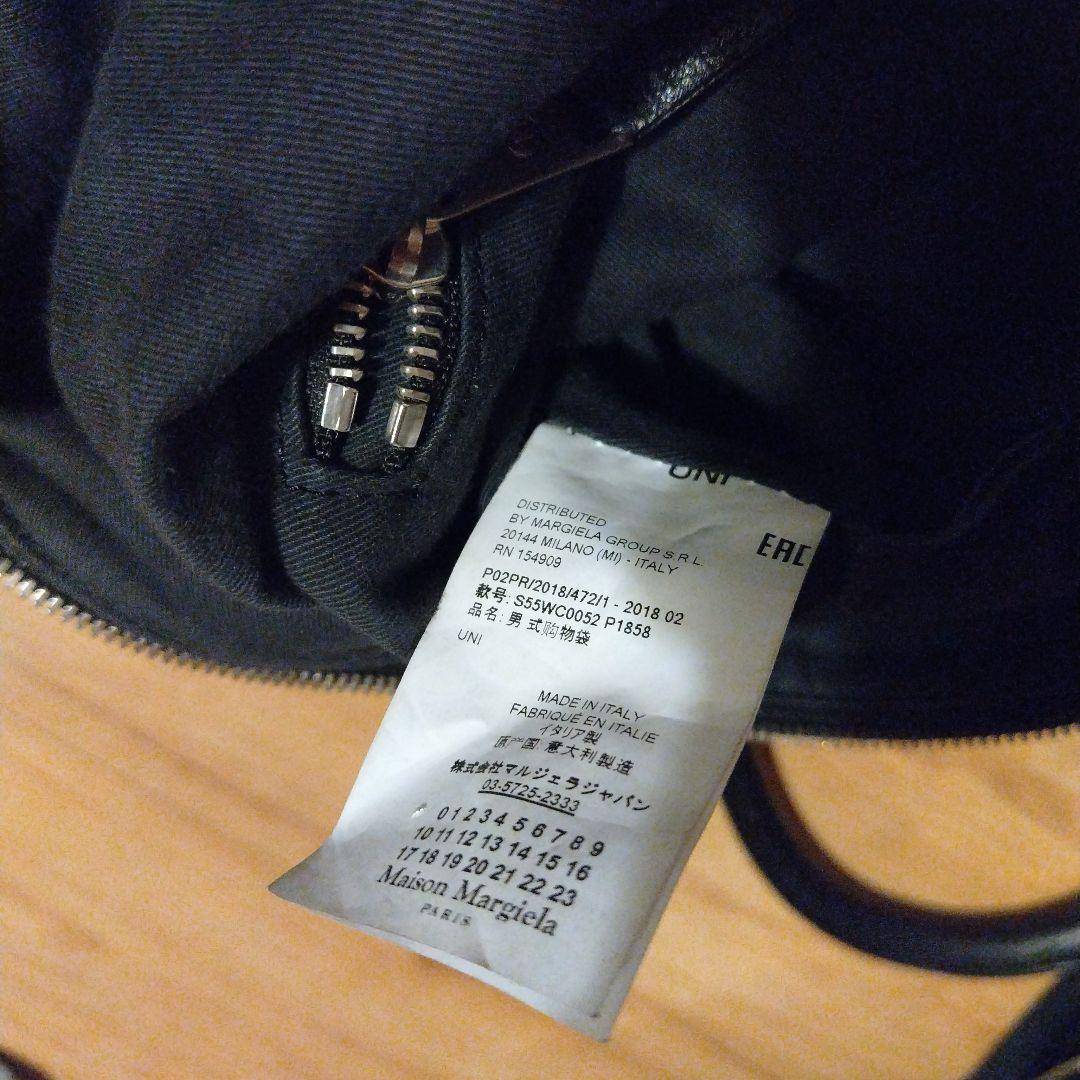 UNI
DISTRIBUTED
BY MARGIELA GROUP S.R.L.
20144 MILANO (MI) - ITALY
RN 154909
EAC
P02PR/2018/472/1 - 2018 02
款号: S55WC0052 P1858
品名: 男 式购物袋
UNI
MADE IN ITALY
FABRIQUÉ EN ITALIE
イタリア製
原产国 意大利製造
株式会社マルジェラジャパン
03-5725-2333
0 1 2 3 4 5 6 7 8 9
10 11 12 13 14 15 16
17 18 19 20 21 22 23
Maison Margiela
PARIS